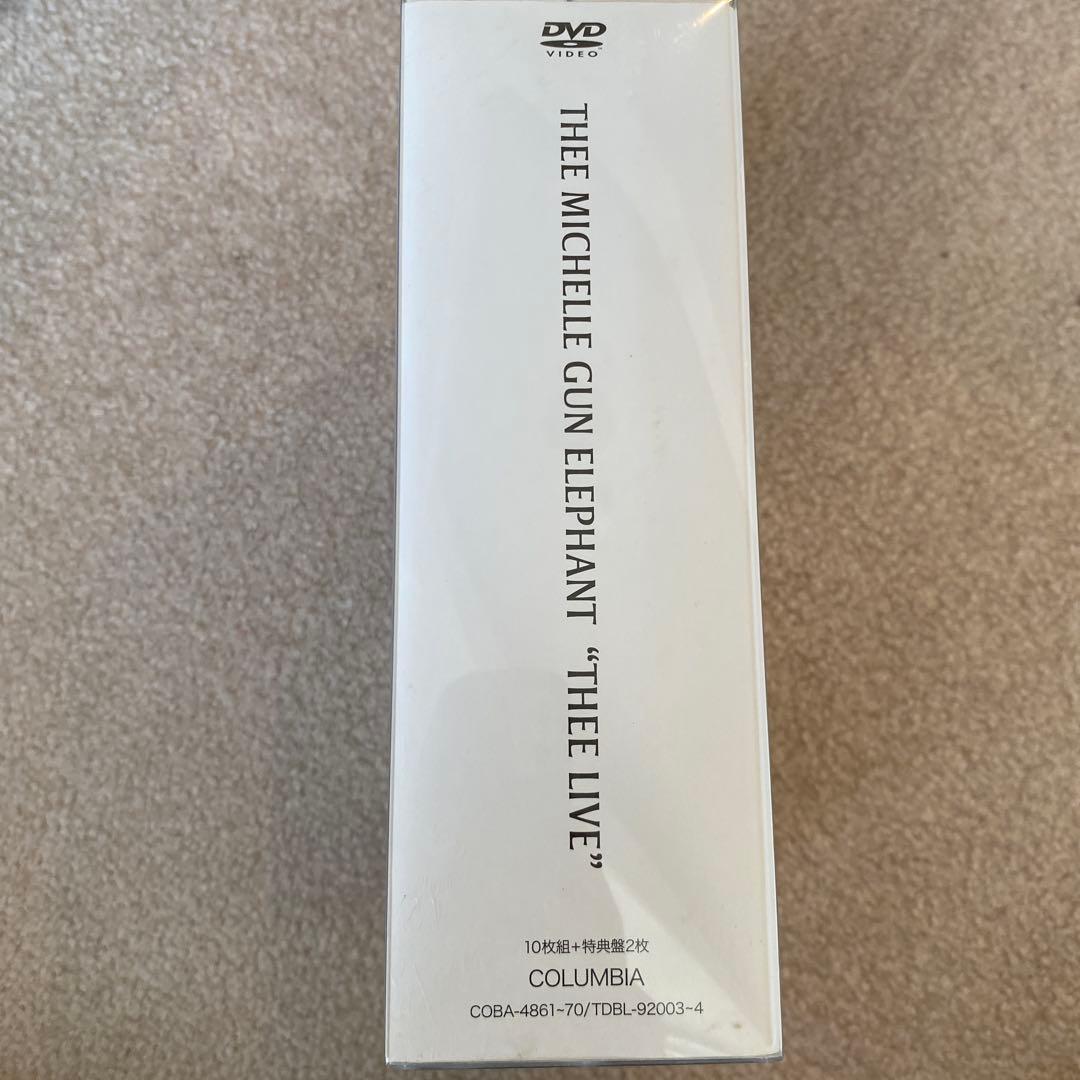 DVD
VIDEO
THEE MICHELLE GUN ELEPHANT “THEE LIVE”
10枚組+特典盤2枚
COLUMBIA
COBA-4861~70/TDBL-92003~4